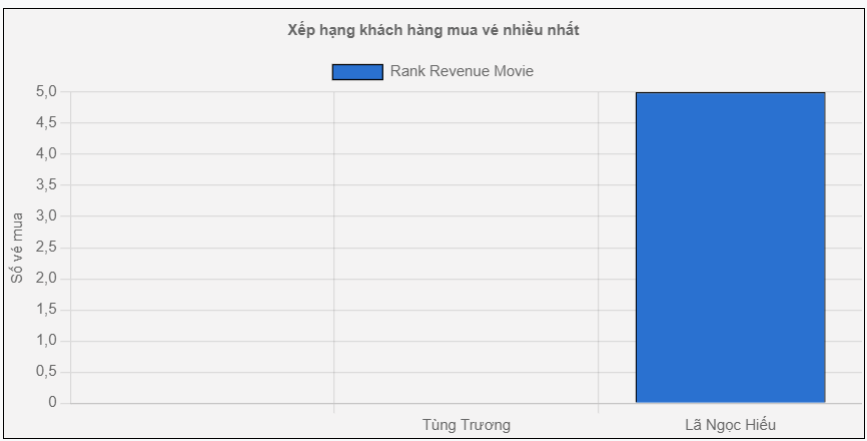 Xếp hạng khách hàng mua vé nhiều nhất
Rank Revenue Movie
Số vé mua
5,0
4,5
4,0
3,5
3,0
2,5
2,0
1,5
1,0
0,5
0
Tùng Trương
Lã Ngọc Hiếu